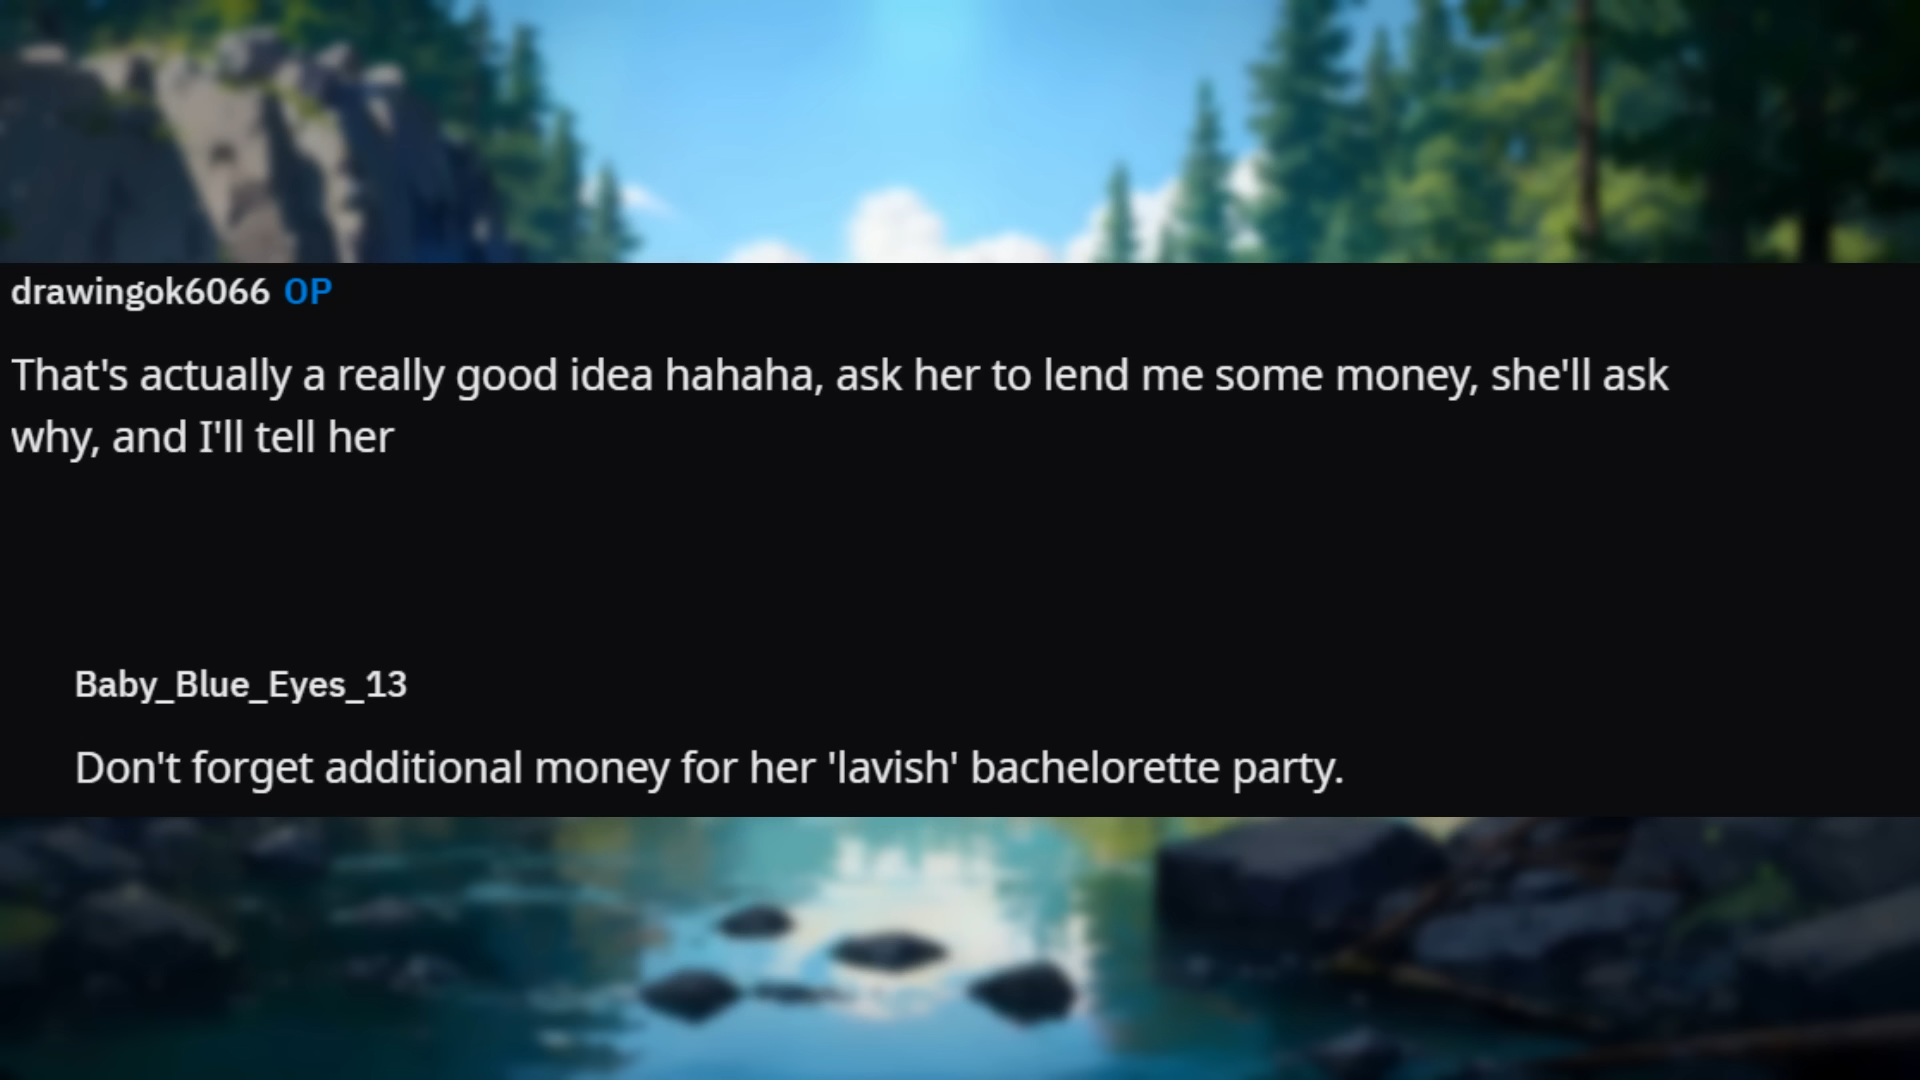 drawingok6066 OP
That's actually a really good idea hahaha, ask her to lend me some money, she'll ask
why, and I'll tell her
Baby_Blue_Eyes_13
Don't forget additional money for her 'lavish' bachelorette party.